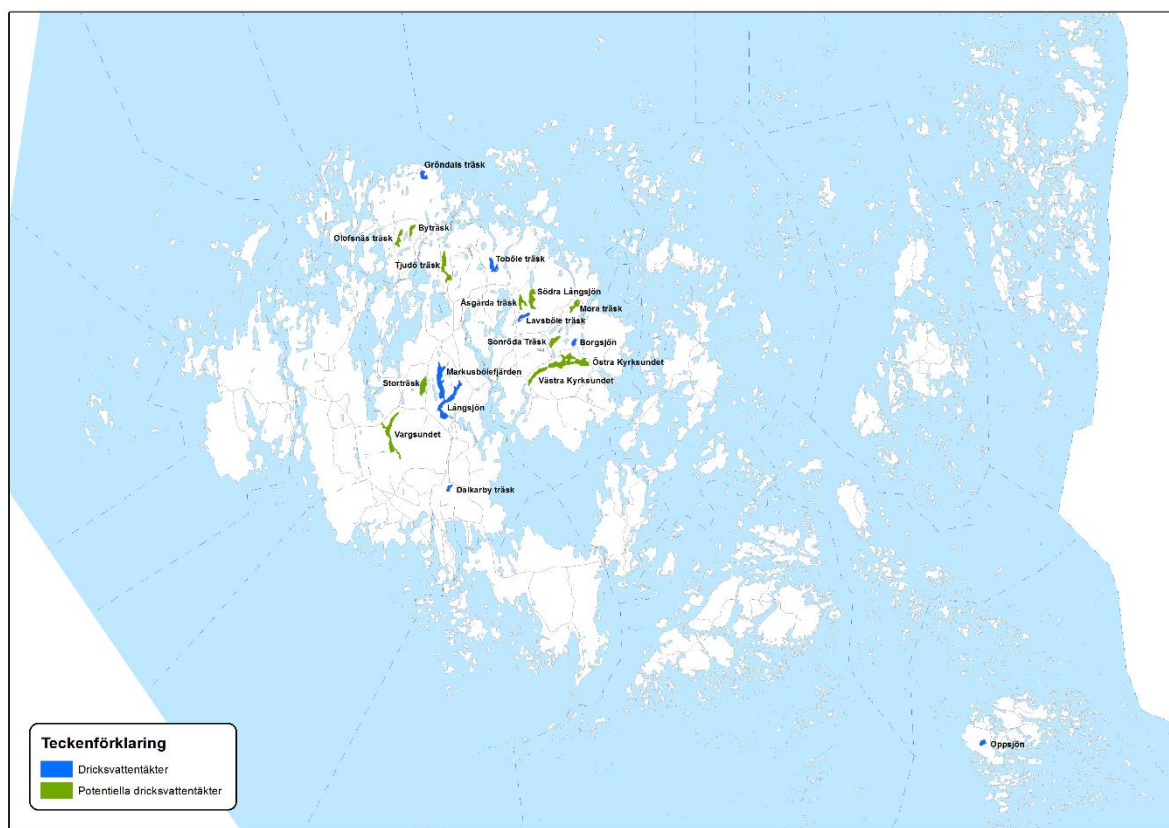 Gröndals träsk
Byträsk
Olofsnäs träsk
Toböle träsk
Tjudö träsk
Södra Långsjön
Åsgårda träsk
Mora träsk
Lavsböle träsk
Sonröda Träsk
Borgsjön
Östra Kyrksundet
Markusbölefjärden
Storträsk
Västra Kyrksundet
Långsjön
Vargsundet
Dalkarby träsk
Oppsjön
Teckenförklaring
Dricksvattentäkter
Potentiella dricksvattentäkter